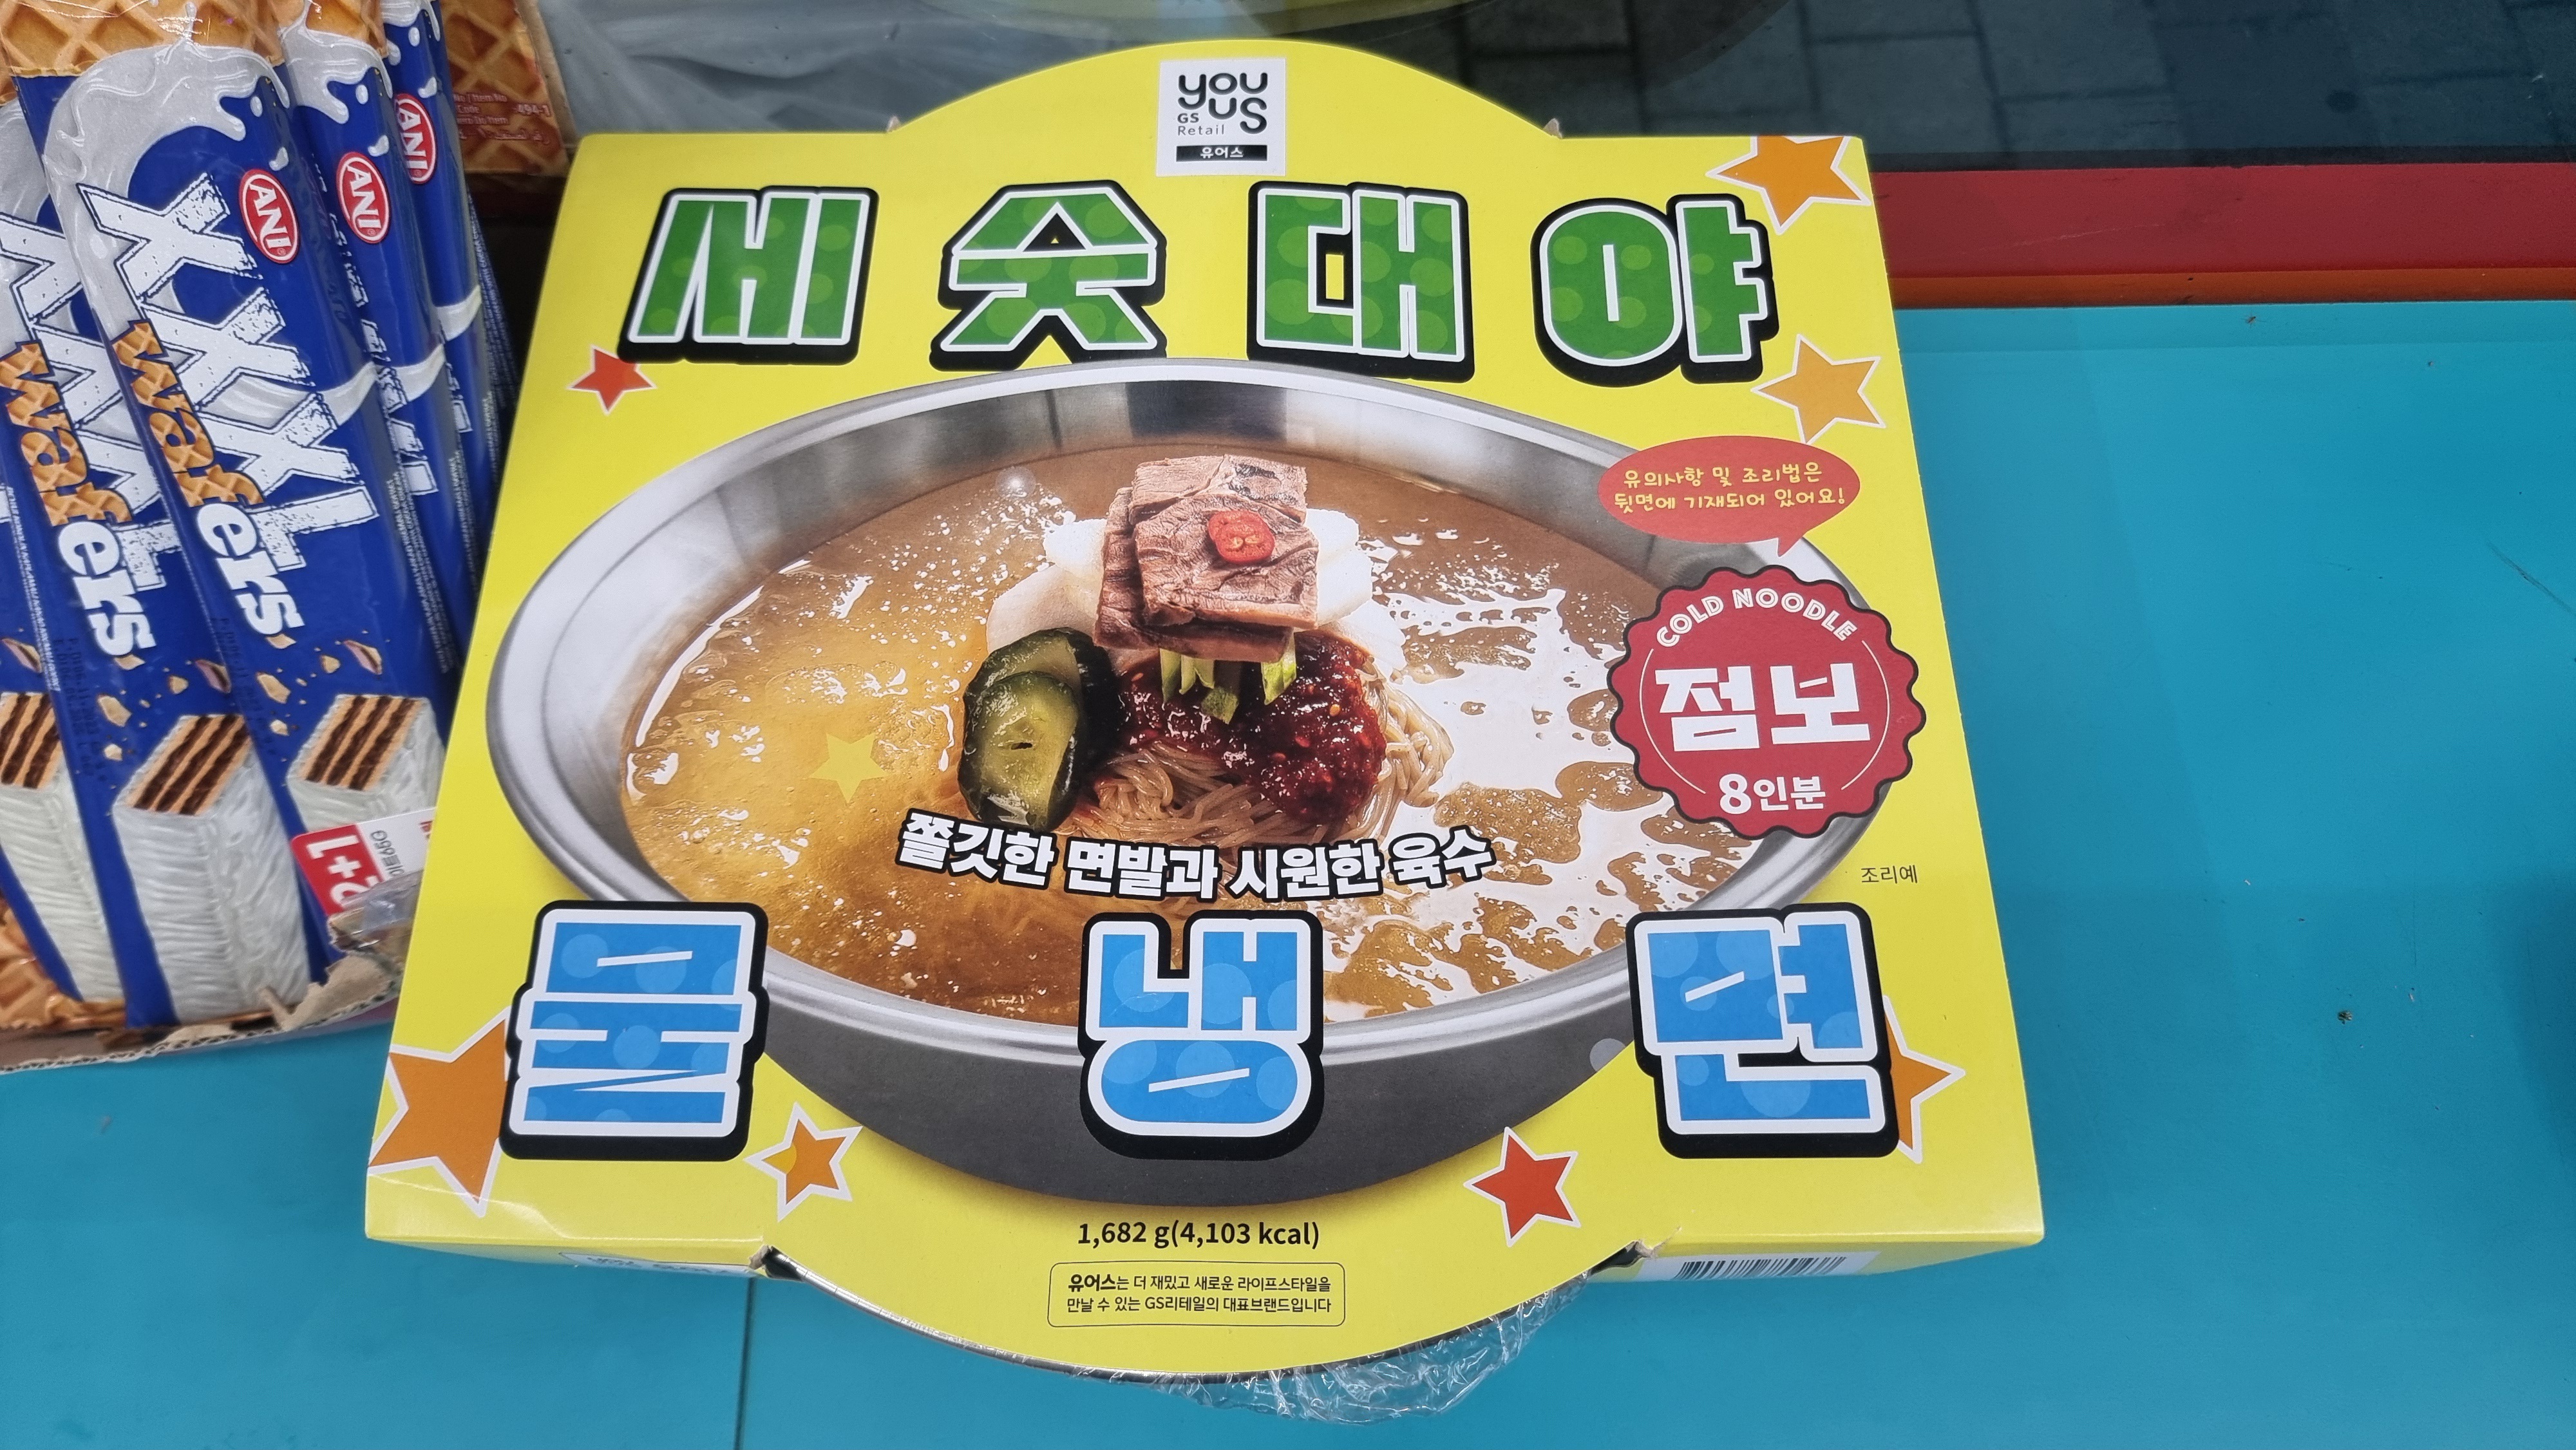 you
us
GS
Retail
유어스
세숫대야
유의사항 및 조리법은
뒷면에 기재되어 있어요!
COLD NOODLE
점보
8인분
쫄깃한 면발과 시원한 육수
조리예
물냉면
1,682 g(4,103 kcal)
유어스는 더 재밌고 새로운 라이프스타일을
만날 수 있는 GS리테일의 대표브랜드입니다
ANI
XXXL
wafers
ANI
ANI
wafers
2+1